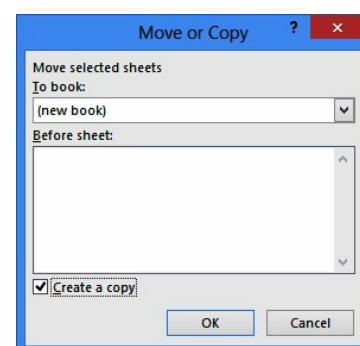 Move or Copy ? ×
Move selected sheets
To book:
(new book)
Before sheet:
Create a copy
OK Cancel